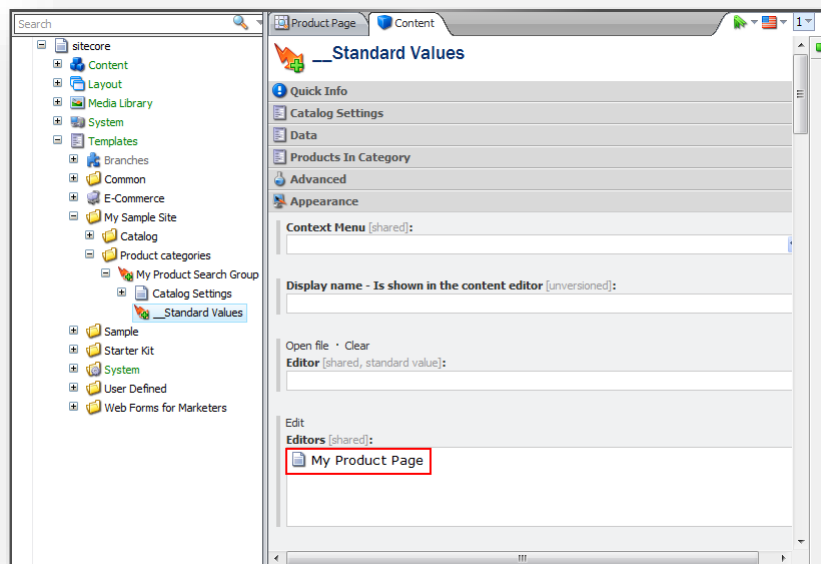 Search
sitecore
Content
Layout
Media Library
System
Templates
Branches
Common
E-Commerce
My Sample Site
Catalog
Product categories
My Product Search Group
Catalog Settings
__Standard Values
Sample
Starter Kit
System
User Defined
Web Forms for Marketers
Product Page
Content
1
__Standard Values
Quick Info
Catalog Settings
Data
Products In Category
Advanced
Appearance
Context Menu [shared]:
Display name - Is shown in the content editor [unversioned]:
Open file · Clear
Editor [shared, standard value]:
Edit
Editors [shared]:
My Product Page